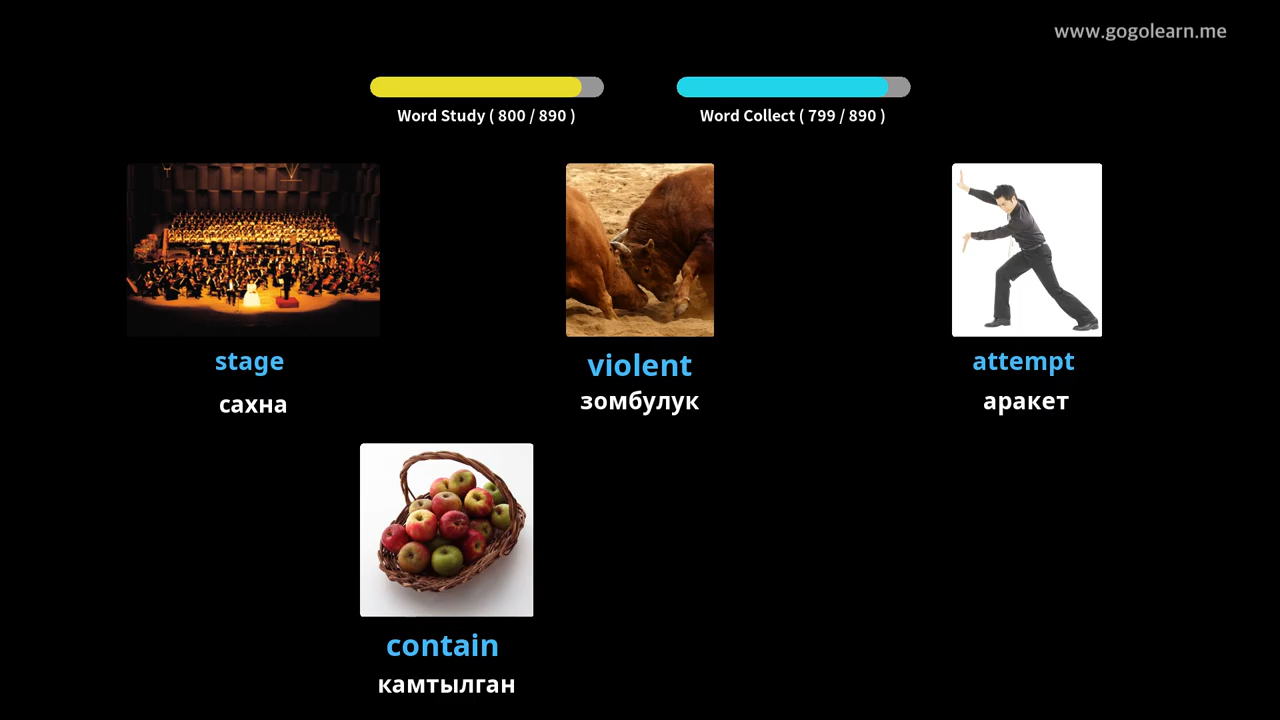 www.gogolearn.me
Word Study ( 800 / 890 )
Word Collect ( 799 / 890 )
stage
сахна
violent
зомбулук
attempt
аракет
contain
камтылган